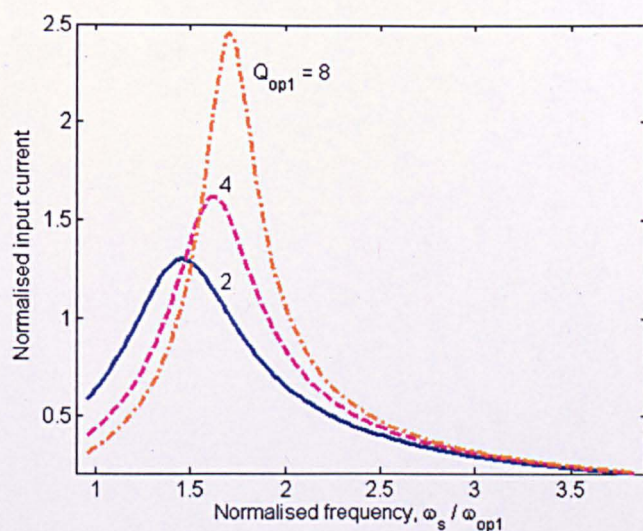 2.5
2
1.5
1
0.5
Normalised input current
Q_op1 = 8
4
2
1 1.5 2 2.5 3 3.5
Normalised frequency, ω_s / ω_op1